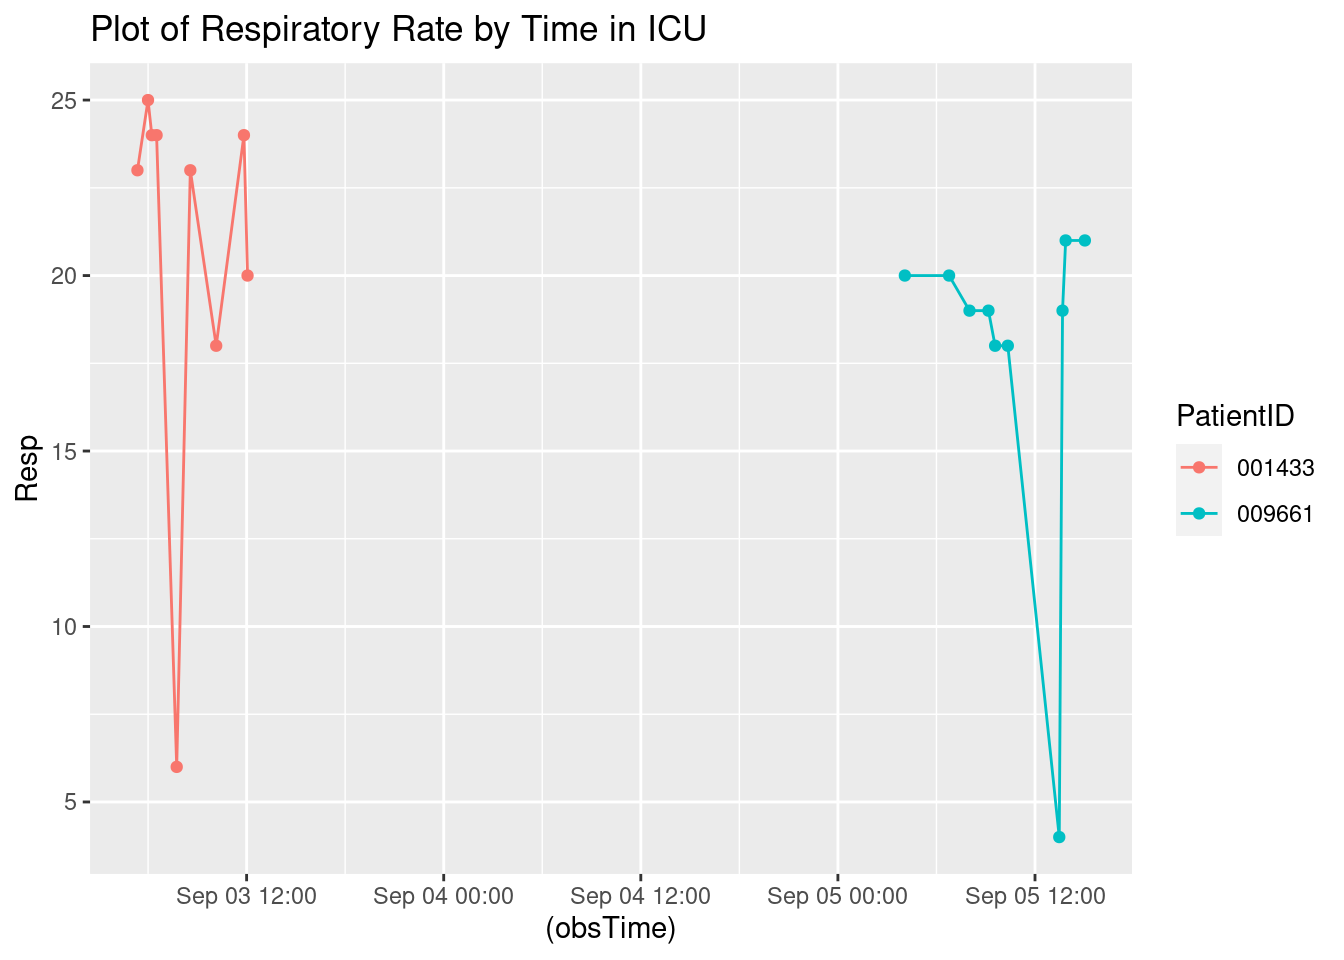 Plot of Respiratory Rate by Time in ICU
25
20
15
10
5
Resp
Sep 03 12:00
Sep 04 00:00
Sep 04 12:00
Sep 05 00:00
Sep 05 12:00
(obsTime)
PatientID
001433
009661